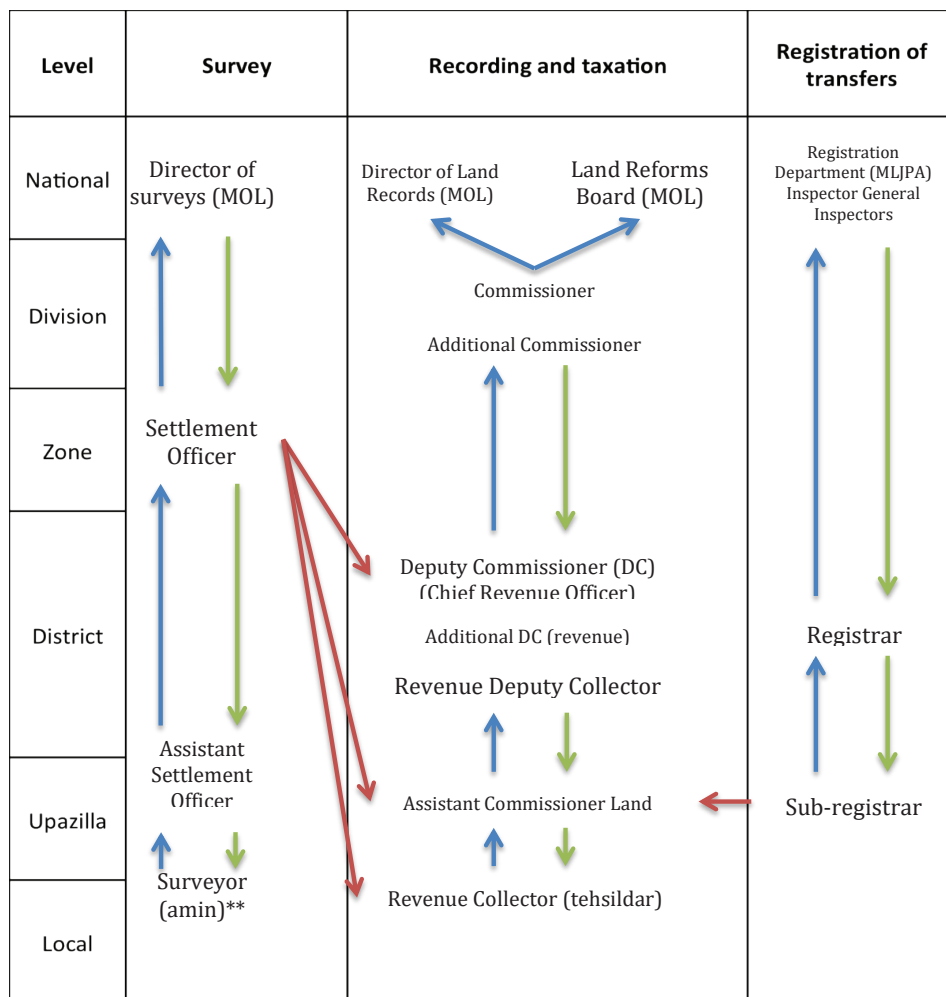 Level
Survey
Recording and taxation
Registration of
transfers
National
Director of
surveys (MOL)
Director of Land
Records (MOL)
Land Reforms
Board (MOL)
Registration
Department (MLJPA)
Inspector General
Inspectors
Division
Commissioner
Additional Commissioner
Zone
Settlement
Officer
District
Deputy Commissioner (DC)
(Chief Revenue Officer)
Additional DC (revenue)
Revenue Deputy Collector
Registrar
Assistant
Settlement
Officer
Upazilla
Assistant Commissioner Land
Sub-registrar
Surveyor
(amin)**
Revenue Collector (tehsildar)
Local